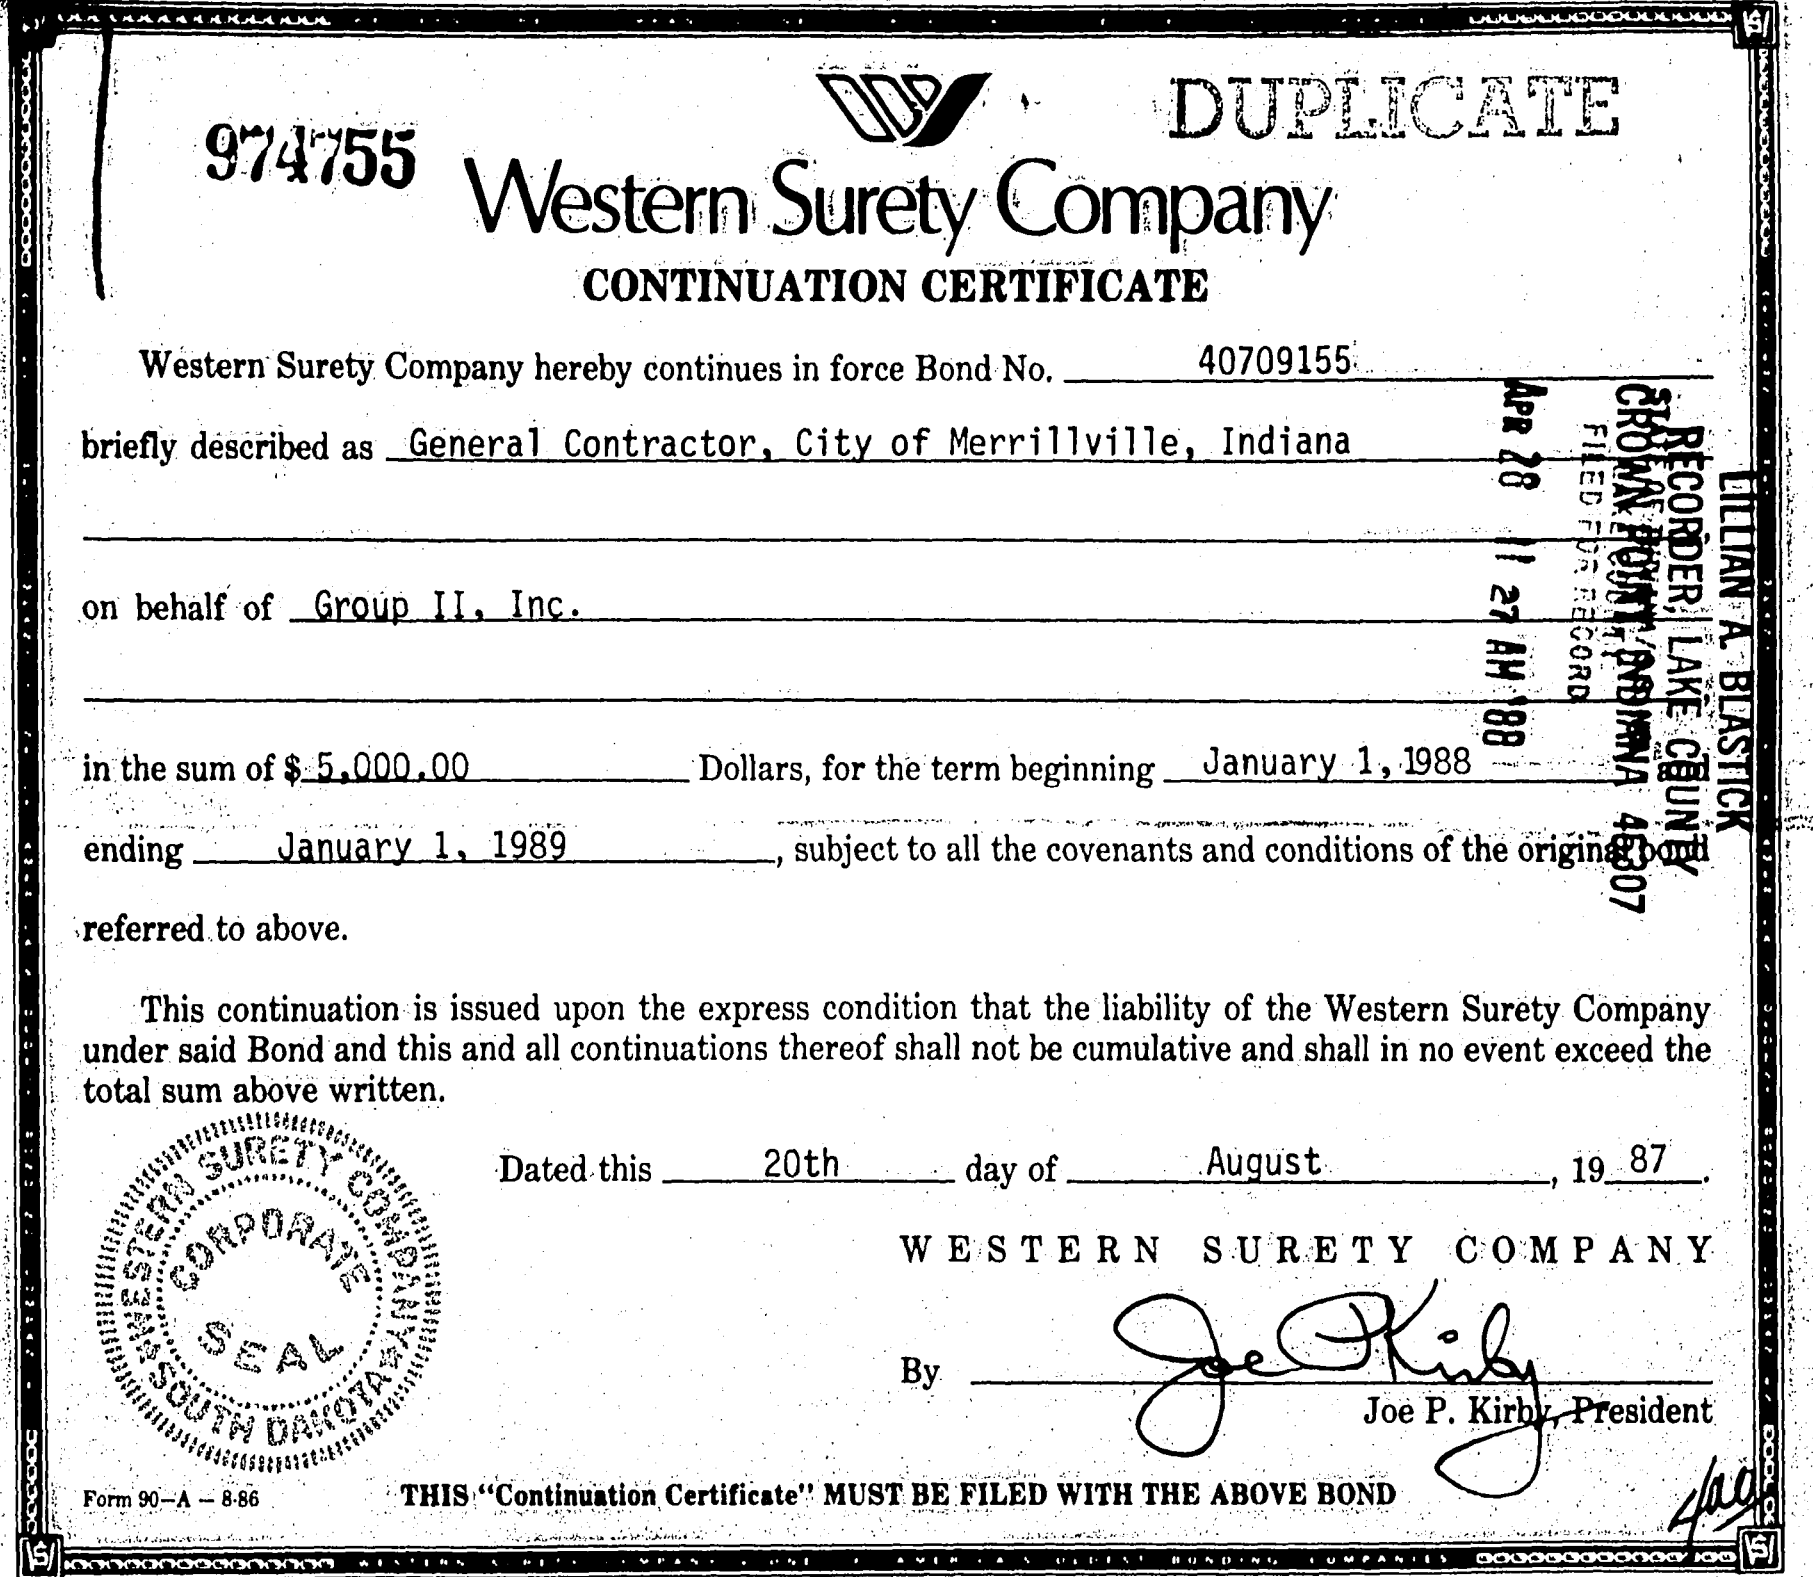 DUPLICATE
974755
Western Surety Company
CONTINUATION CERTIFICATE
Western Surety Company hereby continues in force Bond No. 40709155
briefly described as General Contractor, City of Merrillville, Indiana
on behalf of Group II, Inc.
in the sum of $ 5,000.00 Dollars, for the term beginning January 1, 1988
ending January 1, 1989, subject to all the covenants and conditions of the original bond
referred to above.
This continuation is issued upon the express condition that the liability of the Western Surety Company
under said Bond and this and all continuations thereof shall not be cumulative and shall in no event exceed the
total sum above written.
Dated this 20th day of August, 19 87.
WESTERN SURETY COMPANY
By Joe P Kirby
Joe P. Kirby, President
WESTERN SURETY COMPANY
SOUTH DAKOTA
CORPORATE
SEAL
Form 90-A – 8-86
THIS "Continuation Certificate" MUST BE FILED WITH THE ABOVE BOND
APR 28 11 27 AM '88
FILED FOR RECORD
CROWN POINT, INDIANA 46307
RECORDER, LAKE COUNTY
LILLIAN A. BLASTICK